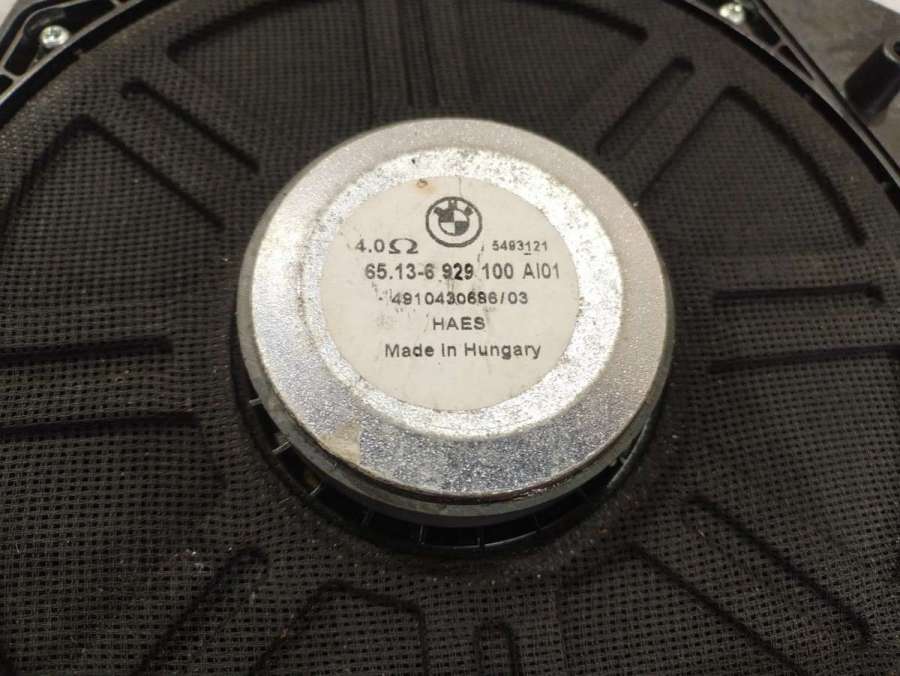 4.0Ω 5493121
65.13-6 929 100 AI01
4910430686/03
HAES
Made in Hungary